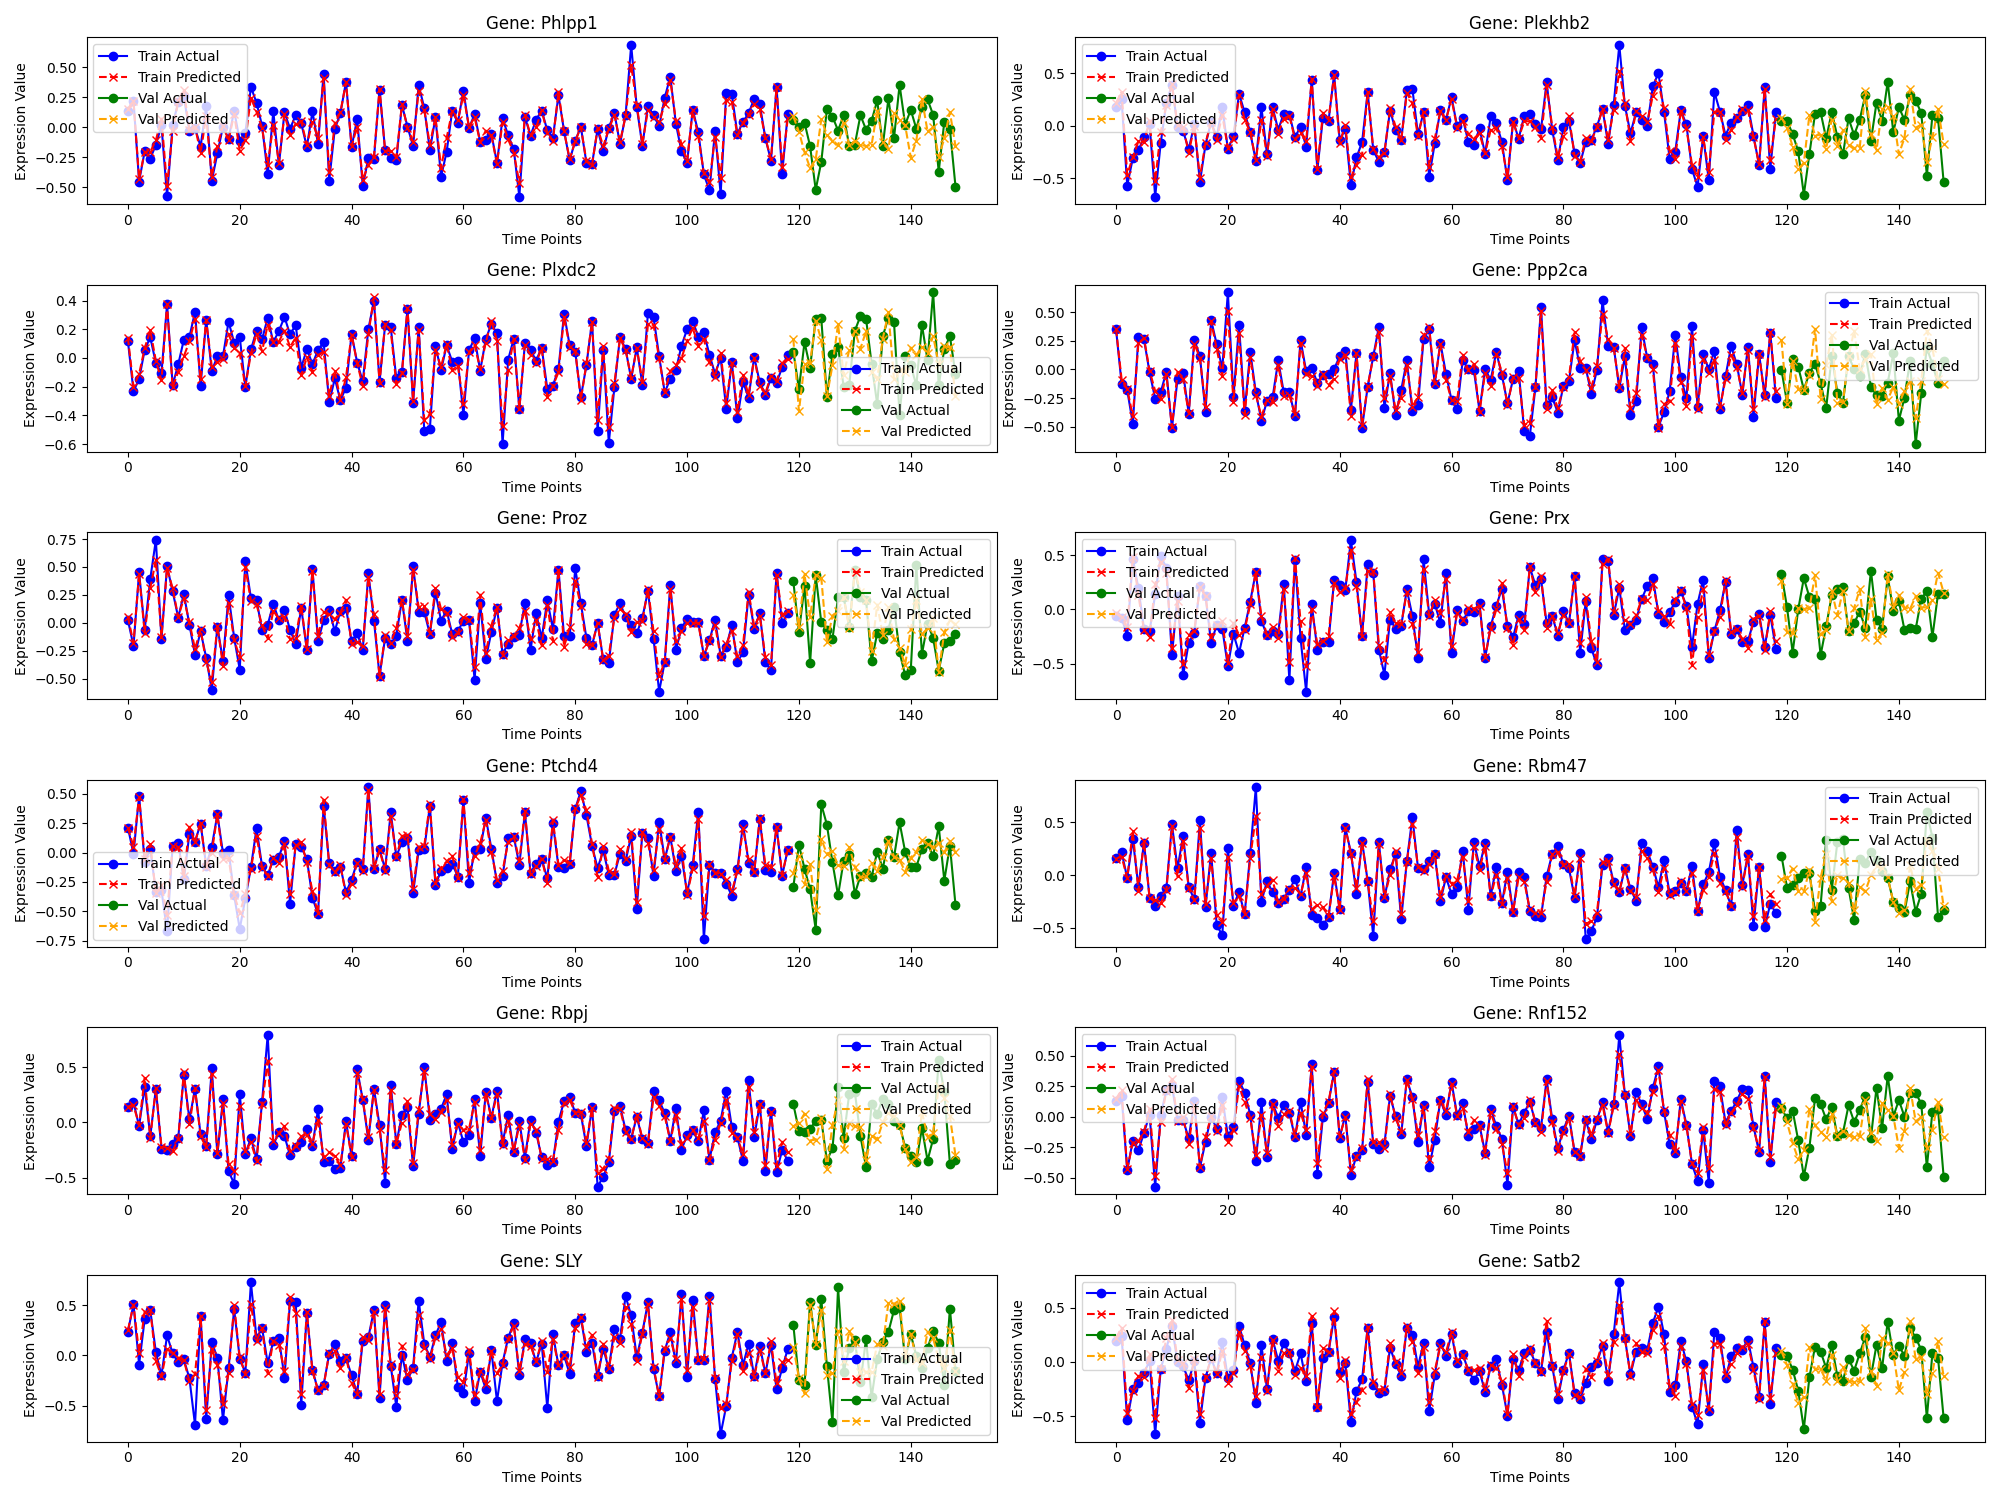 Gene: Phlpp1
Expression Value
0.50
0.25
0.00
−0.25
−0.50
Train Actual
Train Predicted
Val Actual
Val Predicted
0 20 40 60 80 100 120 140
Time Points
Gene: Plekhb2
Expression Value
0.5
0.0
−0.5
Train Actual
Train Predicted
Val Actual
Val Predicted
0 20 40 60 80 100 120 140
Time Points
Gene: Plxdc2
Expression Value
0.4
0.2
0.0
−0.2
−0.4
−0.6
Train Actual
Train Predicted
Val Actual
Val Predicted
0 20 40 60 80 100 120 140
Time Points
Gene: Ppp2ca
Expression Value
0.50
0.25
0.00
−0.25
−0.50
Train Actual
Train Predicted
Val Actual
Val Predicted
0 20 40 60 80 100 120 140
Time Points
Gene: Proz
Expression Value
0.75
0.50
0.25
0.00
−0.25
−0.50
Train Actual
Train Predicted
Val Actual
Val Predicted
0 20 40 60 80 100 120 140
Time Points
Gene: Prx
Expression Value
0.5
0.0
−0.5
Train Actual
Train Predicted
Val Actual
Val Predicted
0 20 40 60 80 100 120 140
Time Points
Gene: Ptchd4
Expression Value
0.50
0.25
0.00
−0.25
−0.50
−0.75
Train Actual
Train Predicted
Val Actual
Val Predicted
0 20 40 60 80 100 120 140
Time Points
Gene: Rbm47
Expression Value
0.5
0.0
−0.5
Train Actual
Train Predicted
Val Actual
Val Predicted
0 20 40 60 80 100 120 140
Time Points
Gene: Rbpj
Expression Value
0.5
0.0
−0.5
Train Actual
Train Predicted
Val Actual
Val Predicted
0 20 40 60 80 100 120 140
Time Points
Gene: Rnf152
Expression Value
0.50
0.25
0.00
−0.25
−0.50
Train Actual
Train Predicted
Val Actual
Val Predicted
0 20 40 60 80 100 120 140
Time Points
Gene: SLY
Expression Value
0.5
0.0
−0.5
Train Actual
Train Predicted
Val Actual
Val Predicted
0 20 40 60 80 100 120 140
Time Points
Gene: Satb2
Expression Value
0.5
0.0
−0.5
Train Actual
Train Predicted
Val Actual
Val Predicted
0 20 40 60 80 100 120 140
Time Points